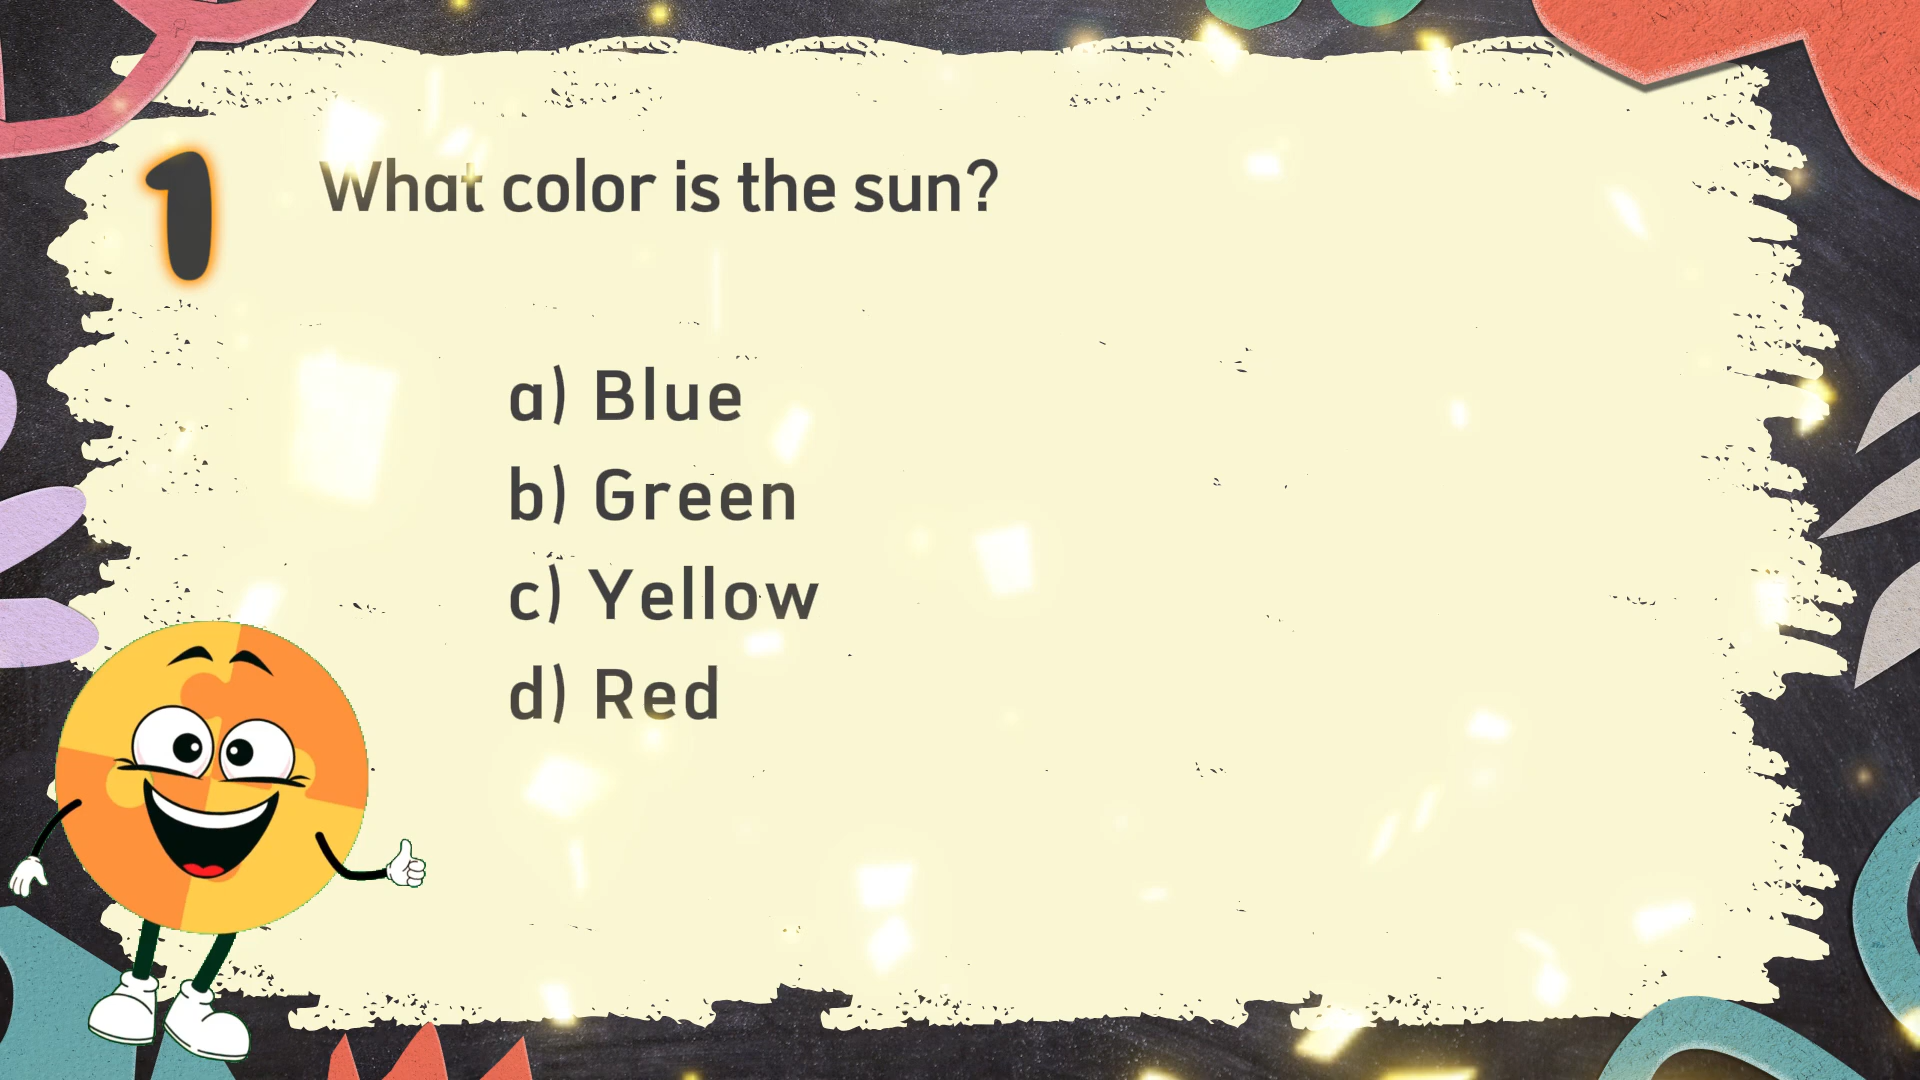 1
What color is the sun?
a) Blue
b) Green
c) Yellow
d) Red